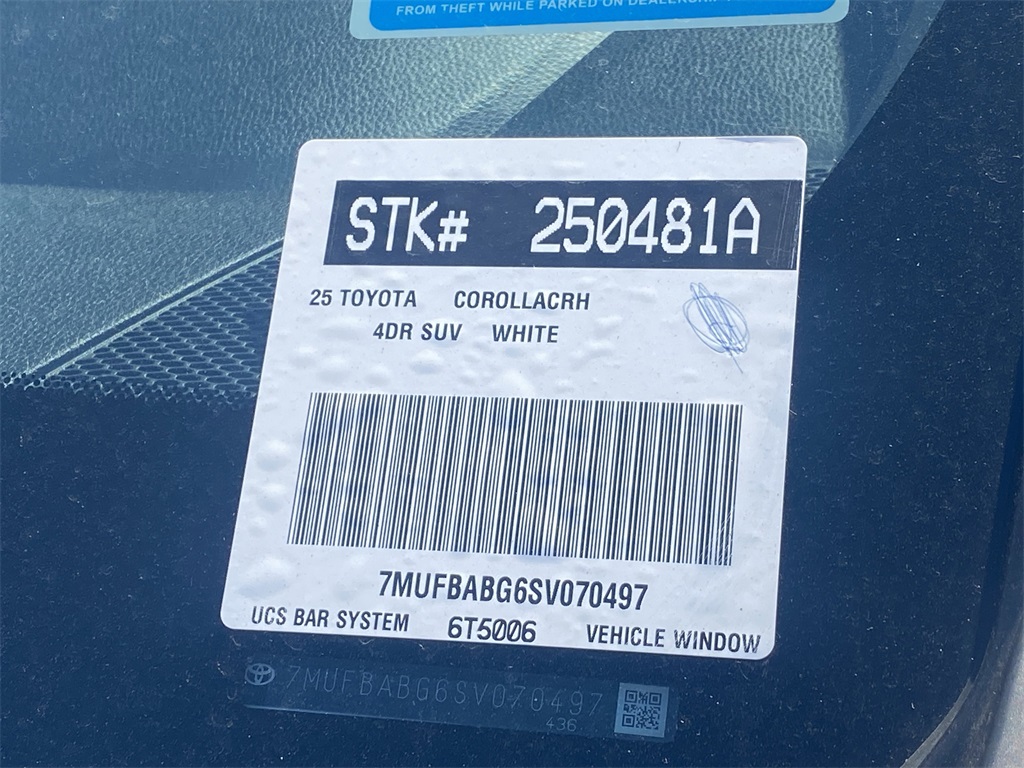 FROM THEFT WHILE PARKED ON
STK# 250481A
25 TOYOTA COROLLACRH
4DR SUV WHITE
7MUFBABG6SV070497
UCS BAR SYSTEM 6T5006 VEHICLE WINDOW
7MUFBABG6SV070497
436